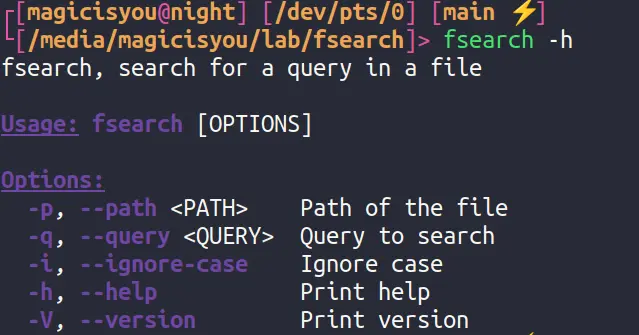 ┌[magicisyou@night] [/dev/pts/0] [main ⚡]
└[/media/magicisyou/lab/fsearch]> fsearch -h
fsearch, search for a query in a file
Usage: fsearch [OPTIONS]
Options:
-p, --path <PATH> Path of the file
-q, --query <QUERY> Query to search
-i, --ignore-case Ignore case
-h, --help Print help
-V, --version Print version